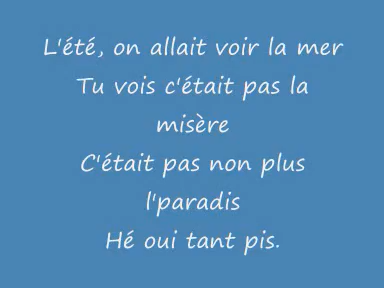 L'été, on allait voir la mer
Tu vois c'était pas la
misère
C'était pas non plus
l'paradis
Hé oui tant pis.